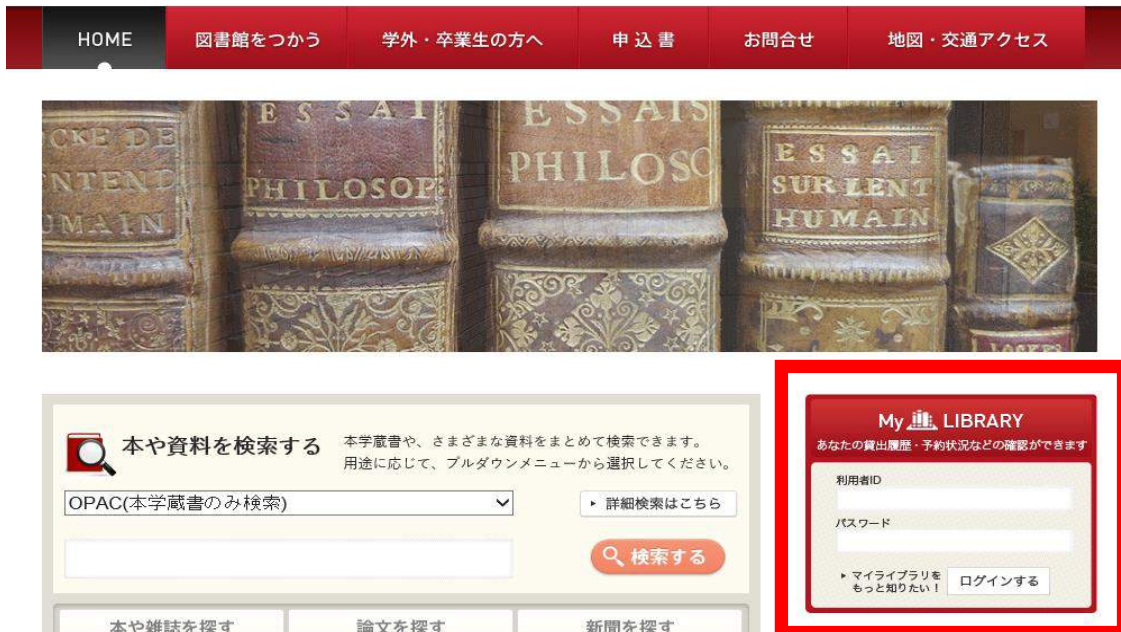 HOME
図書館をつかう
学外・卒業生の方へ
申込書
お問合せ
地図・交通アクセス
ESSAI
ESSAIS
CKE DE
PHILOSOP
PHILOSO
ESSAI
SUR LENT
HUMAIN
NTEND
UMAIN
本や資料を検索する
本学蔵書や、さまざまな資料をまとめて検索できます。
用途に応じて、プルダウンメニューから選択してください。
OPAC(本学蔵書のみ検索)
詳細検索はこちら
検索する
本や雑誌を探す
論文を探す
新聞を探す
My LIBRARY
あなたの貸出履歴・予約状況などの確認ができます
利用者ID
パスワード
マイライブラリを
もっと知りたい！
ログインする